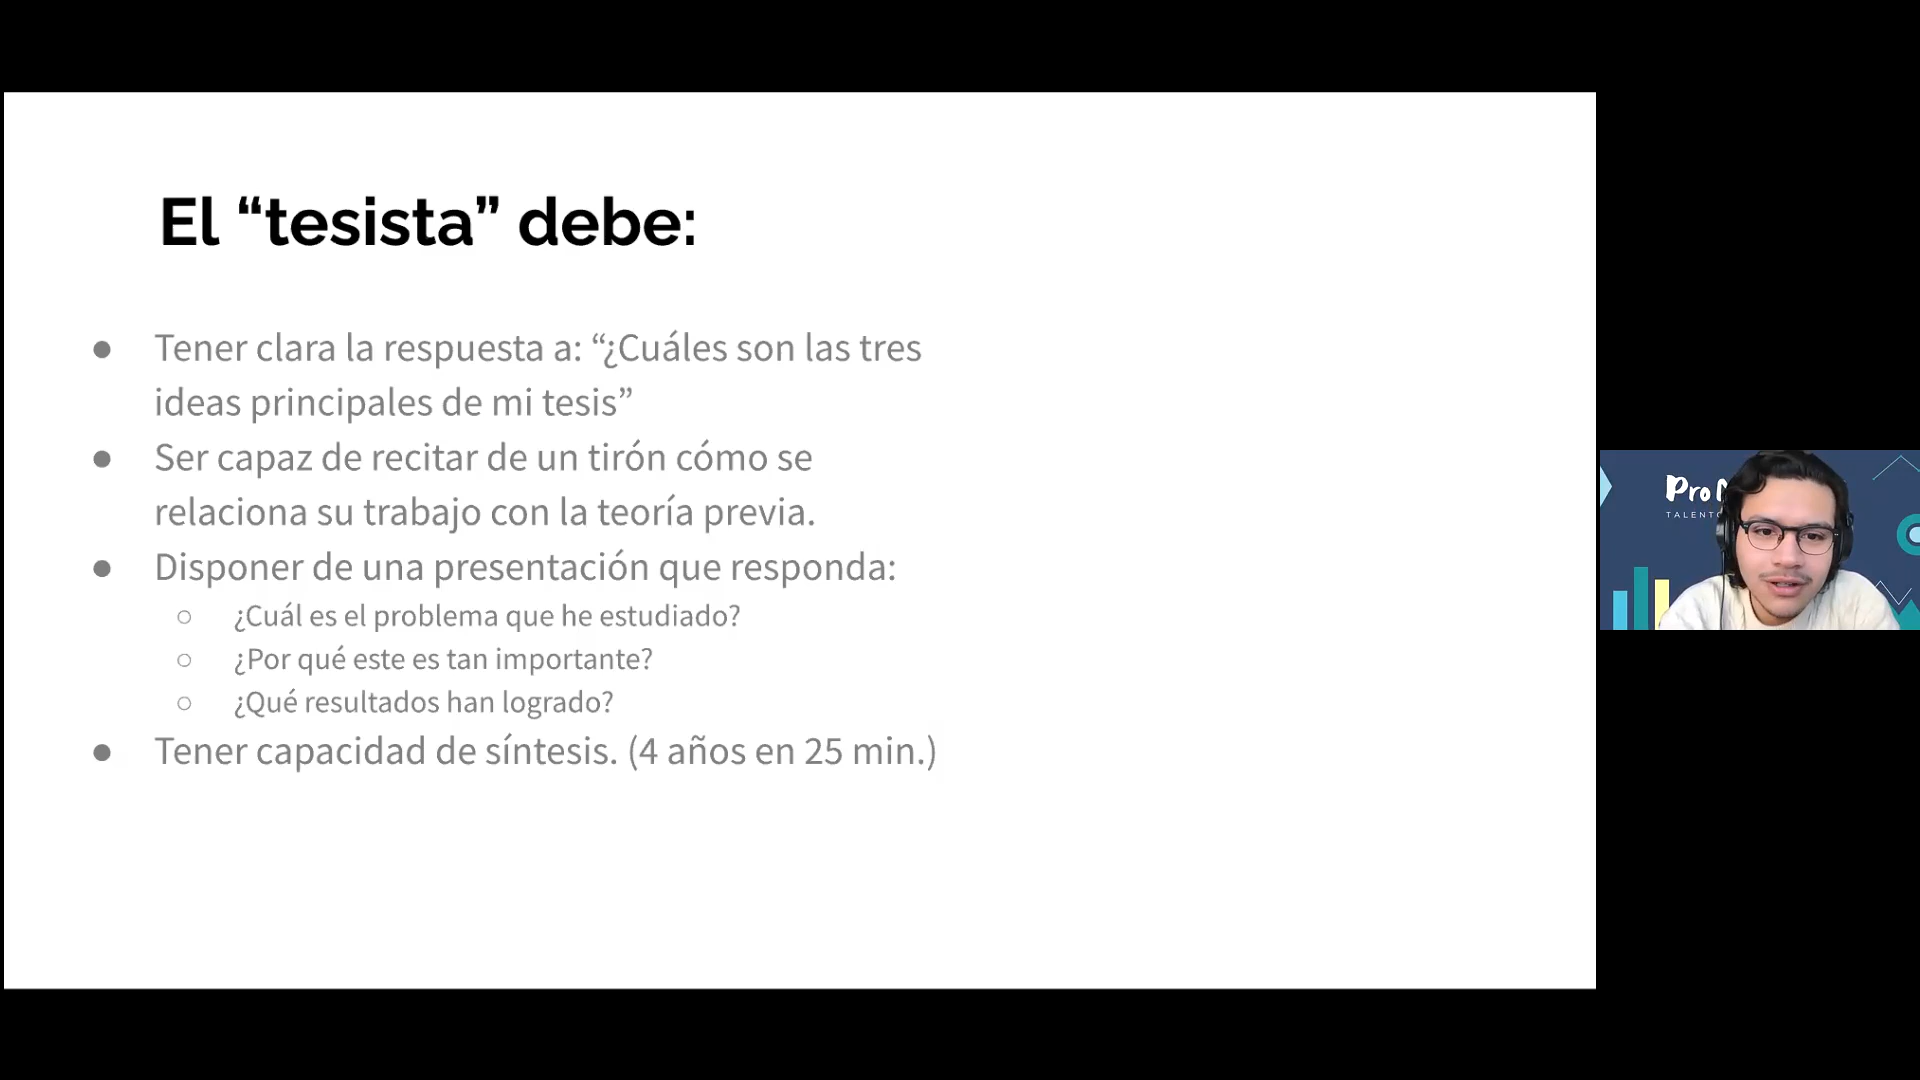 El “tesista” debe:
● Tener clara la respuesta a: “¿Cuáles son las tres
ideas principales de mi tesis”
● Ser capaz de recitar de un tirón cómo se
relaciona su trabajo con la teoría previa.
● Disponer de una presentación que responda:
○ ¿Cuál es el problema que he estudiado?
○ ¿Por qué este es tan importante?
○ ¿Qué resultados han logrado?
● Tener capacidad de síntesis. (4 años en 25 min.)
Pro